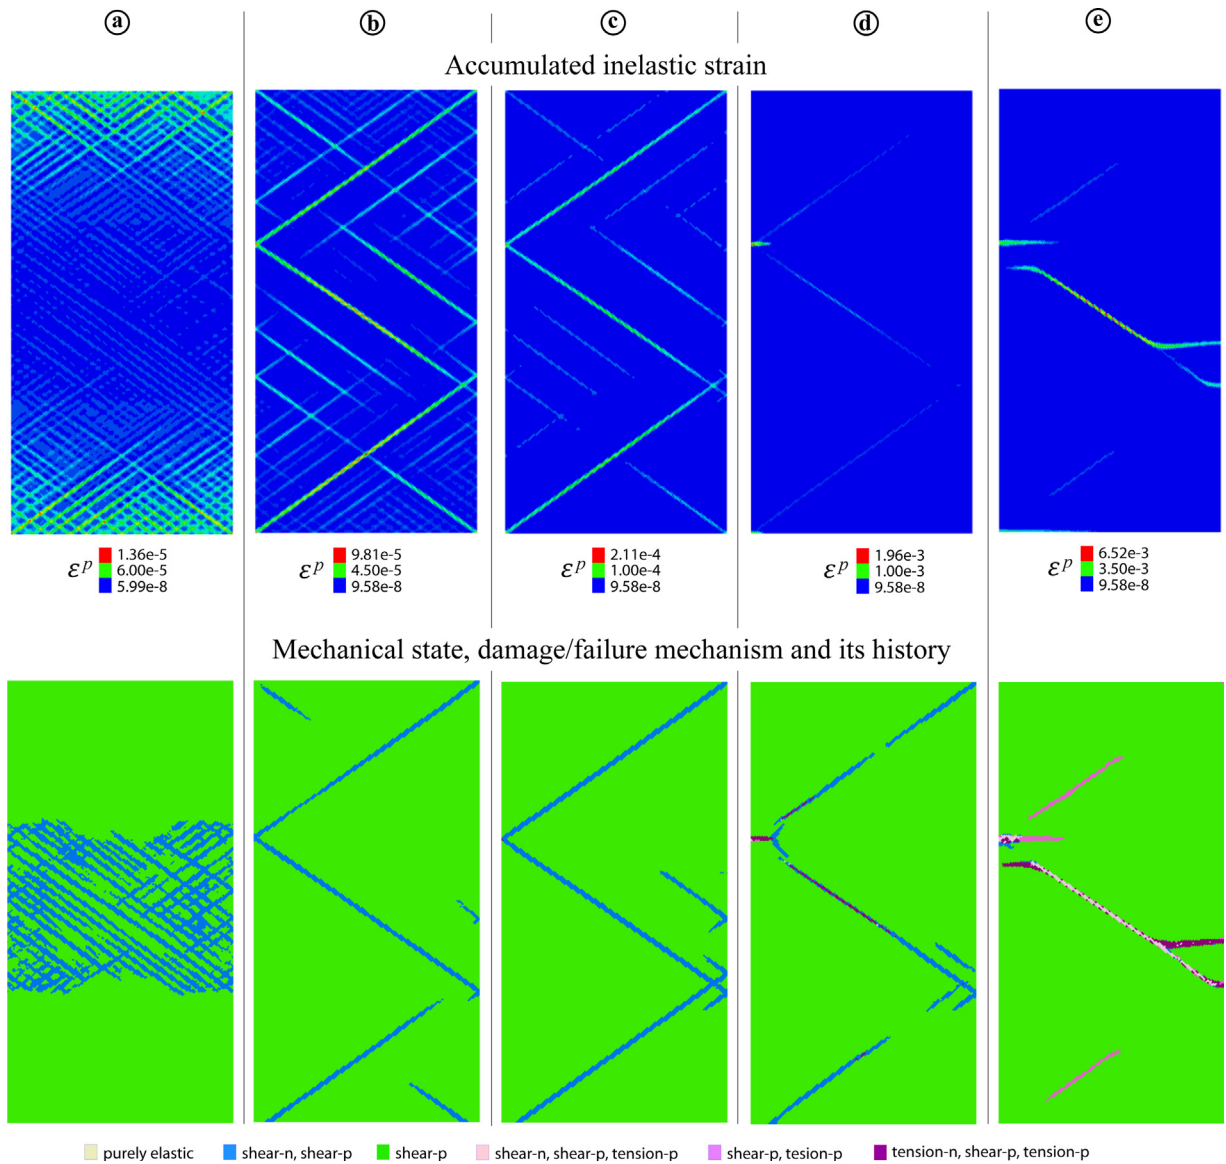 a b c d e
Accumulated inelastic strain
εᵖ 1.36e-5 6.00e-5 5.99e-8
εᵖ 9.81e-5 4.50e-5 9.58e-8
εᵖ 2.11e-4 1.00e-4 9.58e-8
εᵖ 1.96e-3 1.00e-3 9.58e-8
εᵖ 6.52e-3 3.50e-3 9.58e-8
Mechanical state, damage/failure mechanism and its history
purely elastic shear-n, shear-p shear-p shear-n, shear-p, tension-p shear-p, tesion-p tension-n, shear-p, tension-p